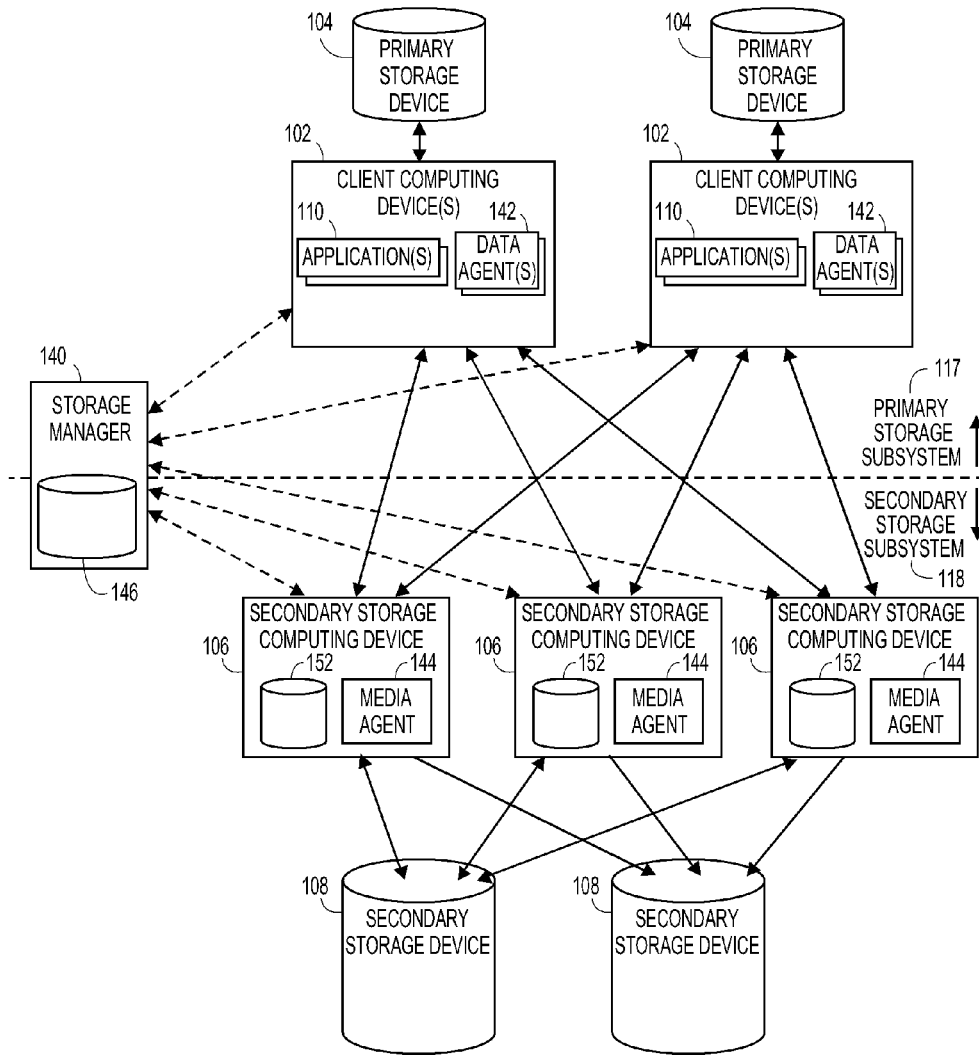 104
PRIMARY
STORAGE
DEVICE
104
PRIMARY
STORAGE
DEVICE
102
CLIENT COMPUTING
DEVICE(S)
110
APPLICATION(S)
142
DATA
AGENT(S)
102
CLIENT COMPUTING
DEVICE(S)
110
APPLICATION(S)
142
DATA
AGENT(S)
140
STORAGE
MANAGER
146
117
PRIMARY
STORAGE
SUBSYSTEM
SECONDARY
STORAGE
SUBSYSTEM
118
SECONDARY STORAGE
COMPUTING DEVICE
106
152
144
MEDIA
AGENT
SECONDARY STORAGE
COMPUTING DEVICE
106
152
144
MEDIA
AGENT
SECONDARY STORAGE
COMPUTING DEVICE
106
152
144
MEDIA
AGENT
108
SECONDARY
STORAGE DEVICE
108
SECONDARY
STORAGE DEVICE